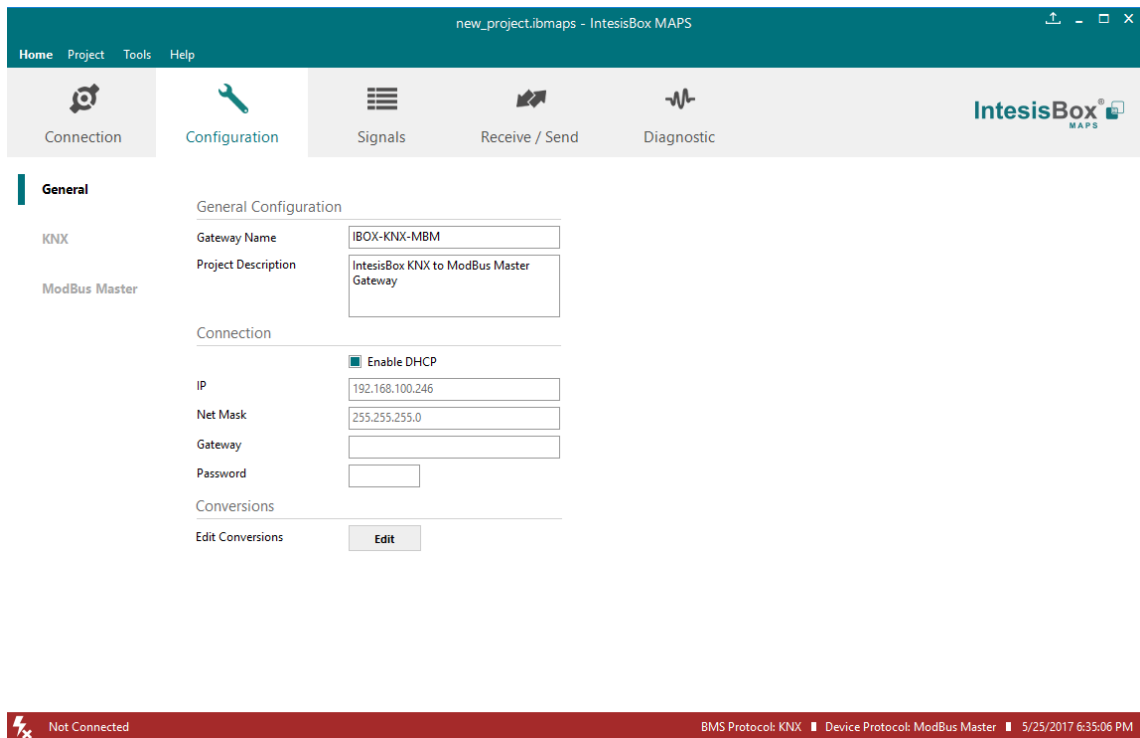 new_project.ibmaps - IntesisBox MAPS
Home Project Tools Help
Connection Configuration Signals Receive / Send Diagnostic
IntesisBox®
MAPS
General
KNX
ModBus Master
General Configuration
Gateway Name IBOX-KNX-MBM
Project Description IntesisBox KNX to ModBus Master
Gateway
Connection
Enable DHCP
IP 192.168.100.246
Net Mask 255.255.255.0
Gateway
Password
Conversions
Edit Conversions Edit
Not Connected BMS Protocol: KNX Device Protocol: ModBus Master 5/25/2017 6:35:06 PM